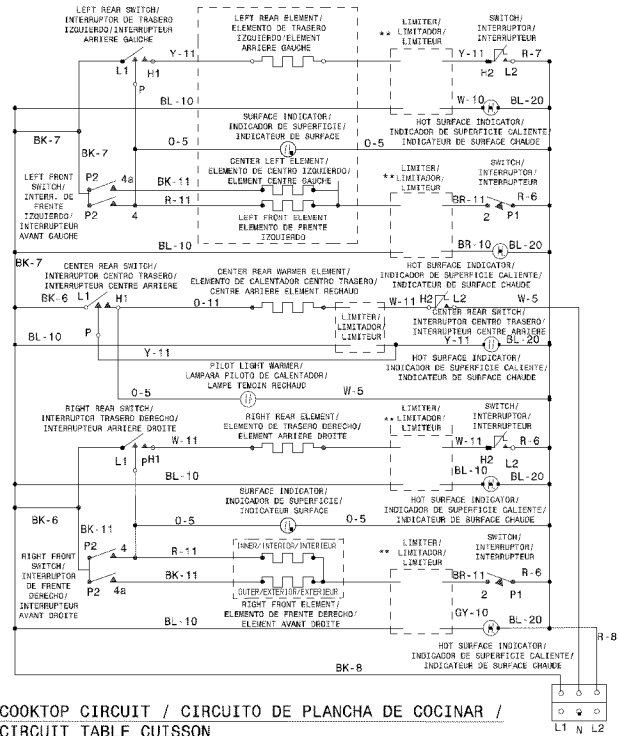 LEFT REAR SWITCH/
INTERRUPTOR DE TRASERO
IZQUIERDO/INTERRUPTEUR
ARRIERE GAUCHE
LEFT REAR ELEMENT/
ELEMENTO DE TRASERO
IZQUIERDO/ELEMENT
ARRIERE GAUCHE
LIMITER/
** LIMITADOR/
LIMITEUR
SWITCH/
INTERRUPTOR/
INTERRUPTEUR
L1 H1
Y-11
Y-11
R-7
H2 L2
P
BL-10
W-10
BL-20
SURFACE INDICATOR/
INDICADOR DE SUPERFICIE/
INDICATEUR DE SURFACE
HOT SURFACE INDICATOR/
INDICADOR DE SUPERFICIE CALIENTE/
INDICATEUR DE SURFACE CHAUDE
BK-7
BK-7
O-5
O-5
LEFT FRONT
SWITCH/
INTERR. DE
FRENTE
IZQUIERDO/
INTERRUPTEUR
AVANT GAUCHE
P2 4a
P2 4
CENTER LEFT ELEMENT/
ELEMENTO DE CENTRO IZQUIERDO/
ELEMENT CENTRE GAUCHE
BK-11
R-11
LEFT FRONT ELEMENT
ELEMENTO DE FRENTE
IZQUIERDO
LIMITER/
**LIMITADOR/
LIMITEUR
SWITCH/
INTERRUPTOR/
INTERRUPTEUR
BR-11
R-6
2 P1
BL-10
BR-10
BL-20
BK-7
HOT SURFACE INDICATOR/
INDICADOR DE SUPERFICIE CALIENTE/
INDICATEUR DE SURFACE CHAUDE
CENTER REAR SWITCH/
INTERRUPTOR CENTRO TRASERO/
INTERRUPTEUR CENTRE ARRIERE
CENTER REAR WARMER ELEMENT/
ELEMENTO DE CALENTADOR CENTRO TRASERO/
CENTRE ARRIERE ELEMENT RECHAUD
BK-6 L1 H1
O-11
W-11 H2 L2
W-5
LIMITER/
LIMITADOR/
LIMITEUR
CENTER REAR SWITCH/
INTERRUPTOR CENTRO TRASERO/
INTERRUPTEUR CENTRE ARRIERE
BL-10
P
Y-11
Y-11
BL-20
HOT SURFACE INDICATOR/
INDICADOR DE SUPERFICIE CALIENTE/
INDICATEUR DE SURFACE CHAUDE
PILOT LIGHT WARMER/
LAMPARA PILOTO DE CALENTADOR/
LAMPE TEMOIN RECHAUD
O-5
W-5
RIGHT REAR SWITCH/
INTERRUPTOR TRASERO DERECHO/
INTERRUPTEUR ARRIERE DROITE
RIGHT REAR ELEMENT/
ELEMENTO DE TRASERO DERECHO/
ELEMENT ARRIERE DROITE
LIMITER/
** LIMITADOR/
LIMITEUR
SWITCH/
INTERRUPTOR/
INTERRUPTEUR
W-11
W-11
R-6
L1 P H1
H2 L2
BL-10
BL-10
BL-20
SURFACE INDICATOR/
INDICADOR DE SUPERFICIE/
INDICATEUR SURFACE
HOT SURFACE INDICATOR/
INDICADOR DE SUPERFICIE CALIENTE/
INDICATEUR DE SURFACE CHAUDE
BK-6
BK-11
O-5
O-5
RIGHT FRONT
SWITCH/
INTERRUPTOR
DE FRENTE
DERECHO/
INTERRUPTEUR
AVANT DROITE
P2 4
P2 4a
R-11
BK-11
INNER/INTERIOR/INTERIEUR
OUTER/EXTERIOR/EXTERIEUR
RIGHT FRONT ELEMENT/
ELEMENTO DE FRENTE DERECHO/
ELEMENT AVANT DROITE
LIMITER/
** LIMITADOR/
LIMITEUR
SWITCH/
INTERRUPTOR/
INTERRUPTEUR
BR-11
R-6
2 P1
BL-10
GY-10
BL-20
R-8
HOT SURFACE INDICATOR/
INDICADOR DE SUPERFICIE CALIENTE/
INDICATEUR DE SURFACE CHAUDE
BK-8
COOKTOP CIRCUIT / CIRCUITO DE PLANCHA DE COCINAR /
CIRCUIT TABLE CUISSON
L1 N L2